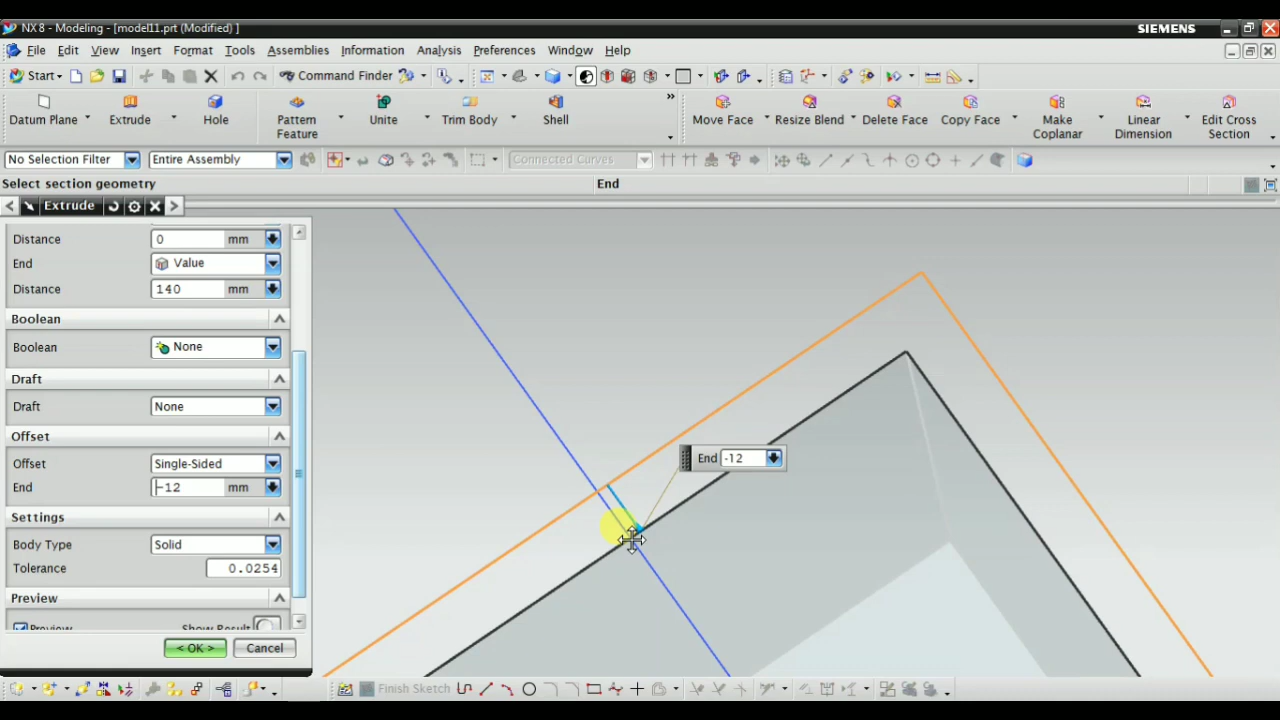 NX 8 - Modeling - [model11.prt (Modified) ]
SIEMENS
File Edit View Insert Format Tools Assemblies Information Analysis Preferences Window Help
Start Command Finder
Datum Plane Extrude Hole Pattern Feature Unite Trim Body Shell Move Face Resize Blend Delete Face Copy Face Make Coplanar Linear Dimension Edit Cross Section
No Selection Filter Entire Assembly Connected Curves
Select section geometry End
Extrude
Distance 0 mm
End Value
Distance 140 mm
Boolean
Boolean None
Draft
Draft None
Offset
Offset Single-Sided
End -12 mm
End -12
Settings
Body Type Solid
Tolerance 0.0254
Preview
Preview Show Result
< OK > Cancel
Finish Sketch